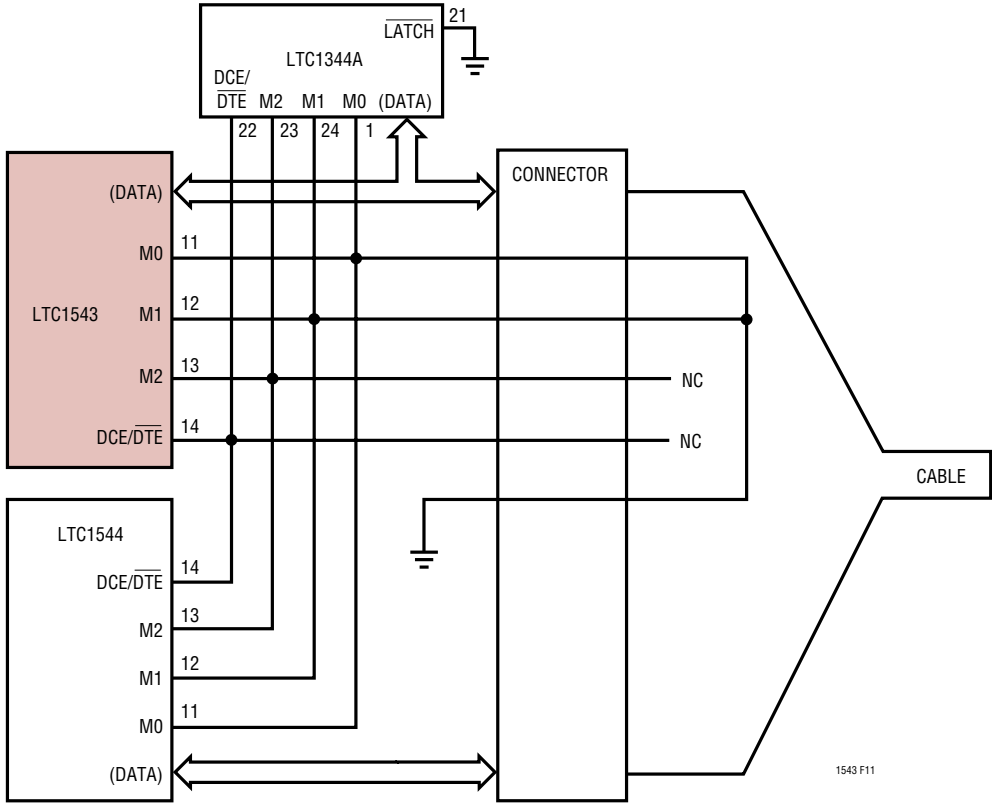 21
LATCH
LTC1344A
DCE/
DTE M2 M1 M0 (DATA)
22 23 24 1
CONNECTOR
(DATA)
11
M0
12
LTC1543 M1
13
M2 NC
14
DCE/DTE NC
CABLE
LTC1544
14
DCE/DTE
13
M2
12
M1
11
M0
(DATA)
1543 F11